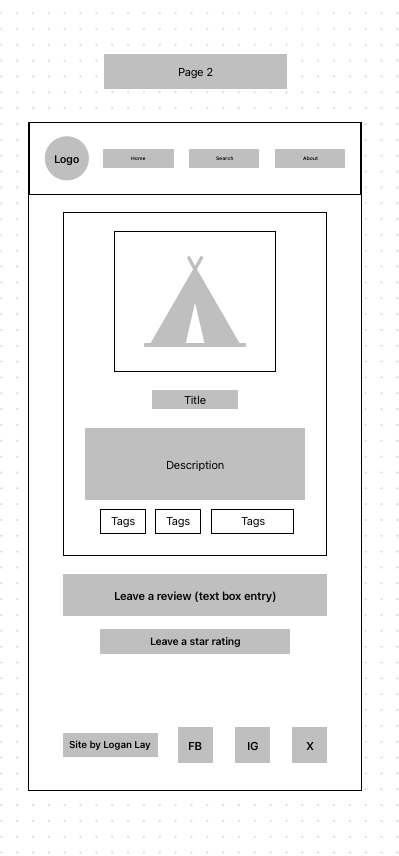 Page 2
Logo
Home
Search
About
Title
Description
Tags
Tags
Tags
Leave a review (text box entry)
Leave a star rating
Site by Logan Lay
FB
IG
X